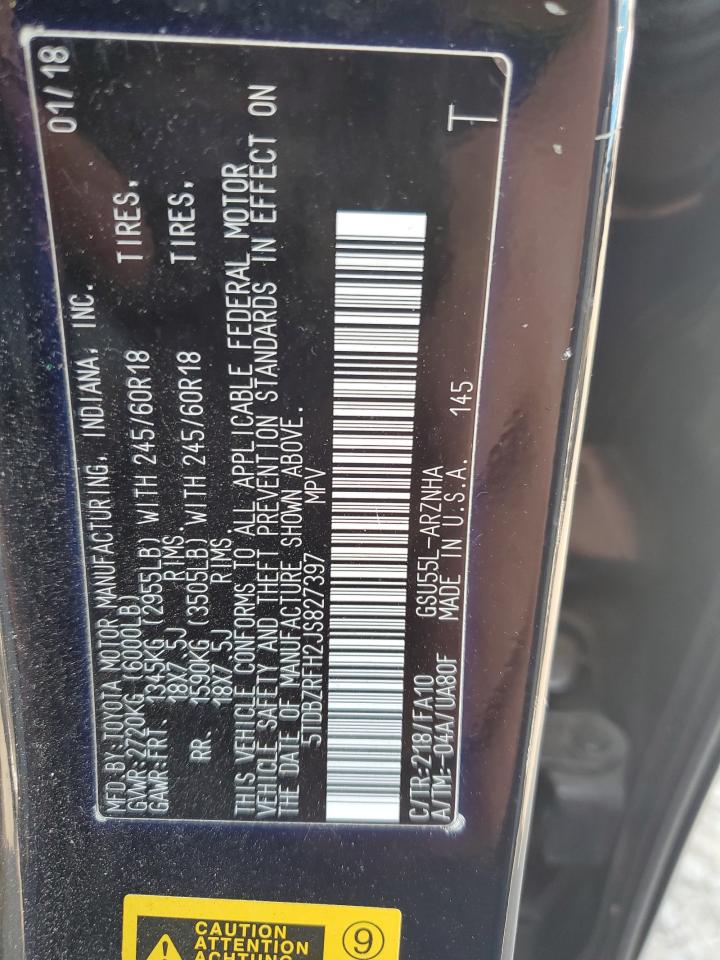 MFD.BY:TOYOTA MOTOR MANUFACTURING, INDIANA, INC. 01/18
GVWR:2720KG (6000LB)
GAWR:FRT. 1345KG (2955LB) WITH 245/60R18 TIRES,
18X7.5J RIMS.
RR. 1590KG (3505LB) WITH 245/60R18 TIRES,
18X7.5J RIMS.
THIS VEHICLE CONFORMS TO ALL APPLICABLE FEDERAL MOTOR
VEHICLE SAFETY AND THEFT PREVENTION STANDARDS IN EFFECT ON
THE DATE OF MANUFACTURE SHOWN ABOVE.
5TDBZRFH2JS827397 MPV
C/TR:218/FA10 GSU55L-ARZNHA
A/TM:-04A/UA80F MADE IN U.S.A. 145 T
CAUTION
ATTENTION
ACHTUNG
9